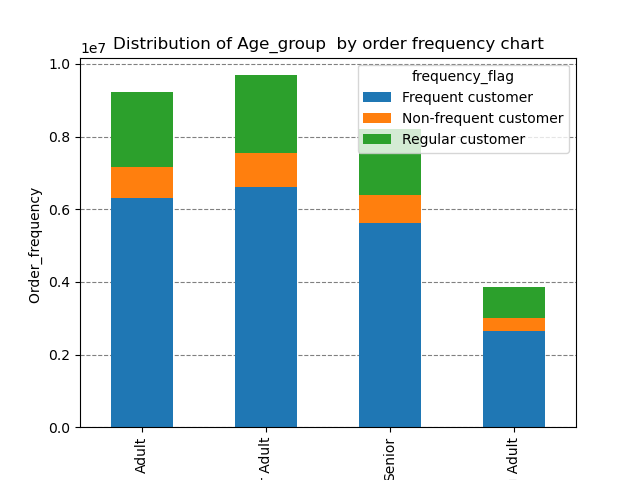 Distribution of Age_group  by order frequency chart
1e7
1.0
0.8
0.6
0.4
0.2
0.0
Order_frequency
frequency_flag
Frequent customer
Non-frequent customer
Regular customer
Adult
Adult
Senior
Adult